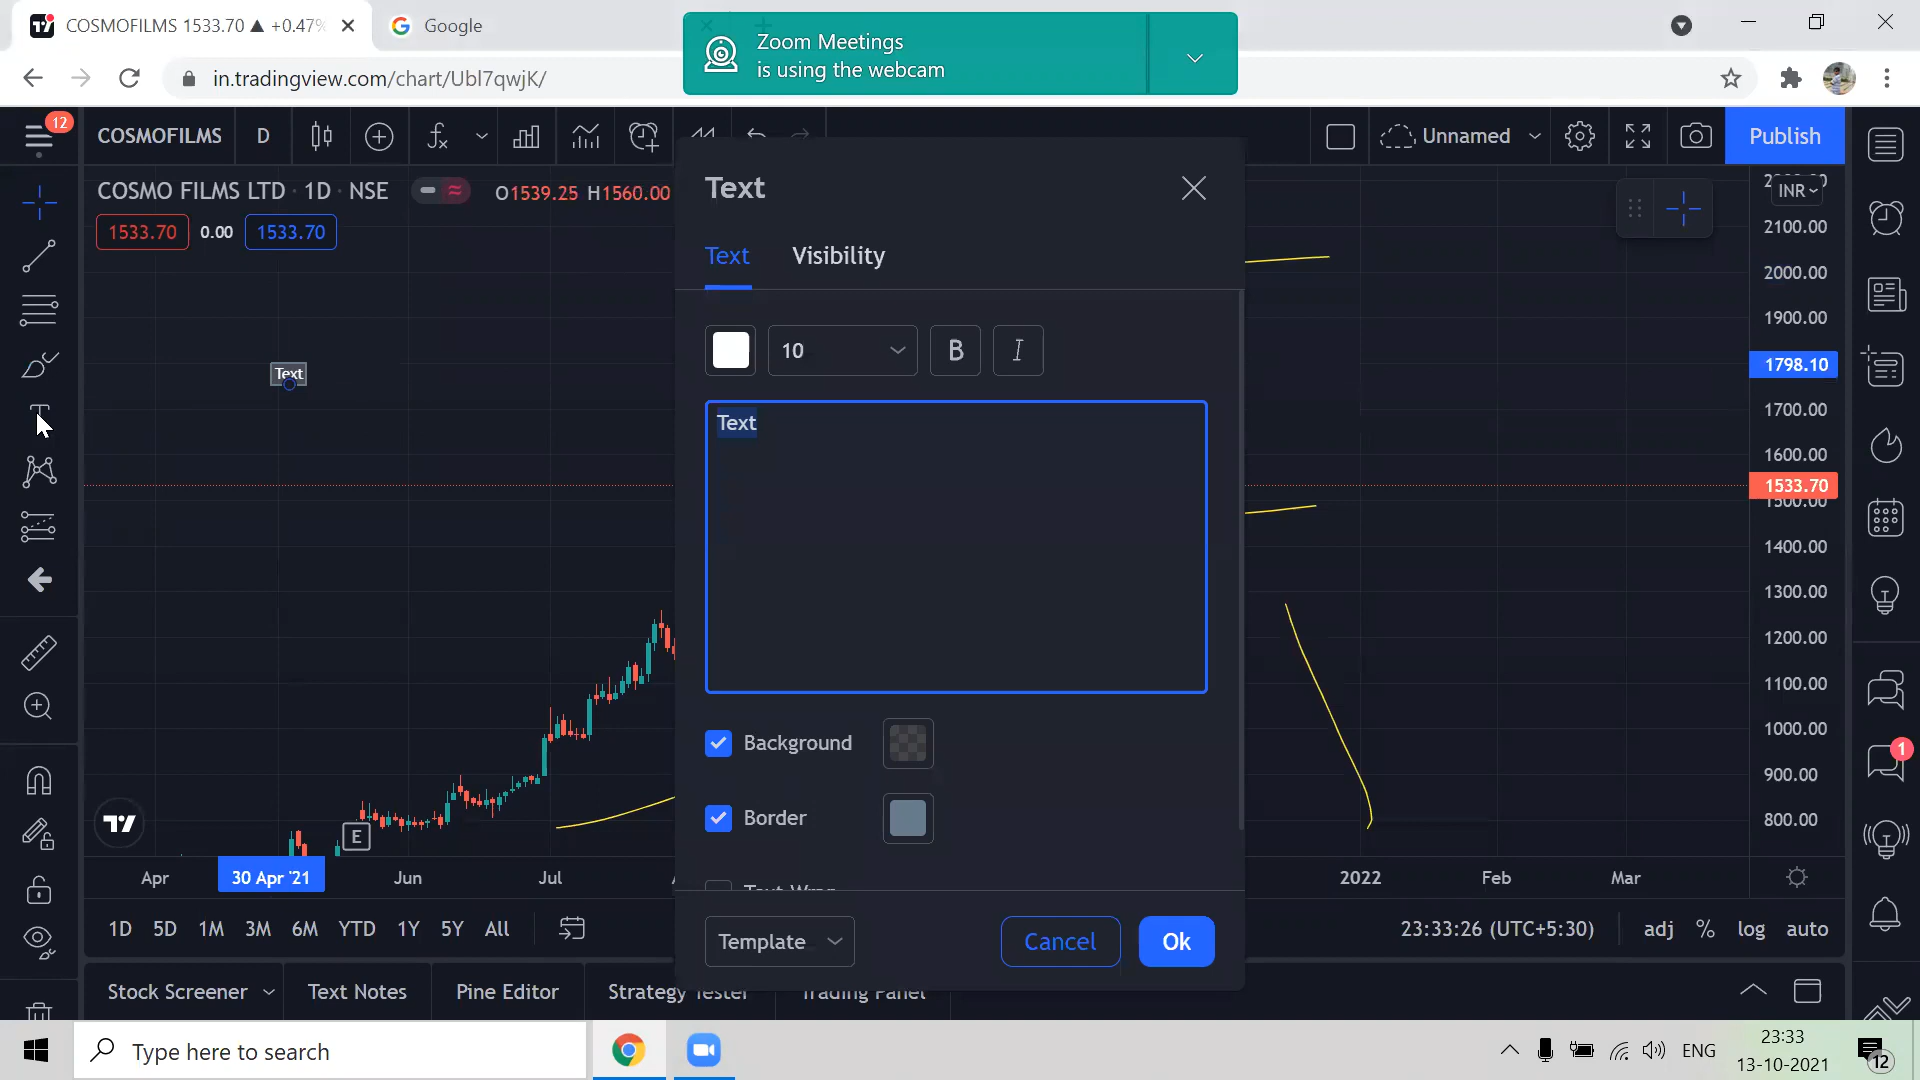 COSMOFILMS 1533.70 ▲ +0.47%
Google
Zoom Meetings
is using the webcam
in.tradingview.com/chart/Ubl7qwjK/
12
COSMOFILMS
D
Unnamed
Publish
COSMO FILMS LTD · 1D · NSE
O1539.25 H1560.00
1533.70
0.00
1533.70
Text
Text
Visibility
10
B
I
Text
Text
Background
Border
Template
Cancel
Ok
INR
2100.00
2000.00
1900.00
1798.10
1700.00
1600.00
1533.70
1500.00
1400.00
1300.00
1200.00
1100.00
1000.00
900.00
800.00
1
E
Apr
30 Apr '21
Jun
Jul
2022
Feb
Mar
1D 5D 1M 3M 6M YTD 1Y 5Y All
23:33:26 (UTC+5:30)
adj % log auto
Stock Screener
Text Notes
Pine Editor
Strategy Tester
Trading Panel
Type here to search
ENG
23:33
13-10-2021
12